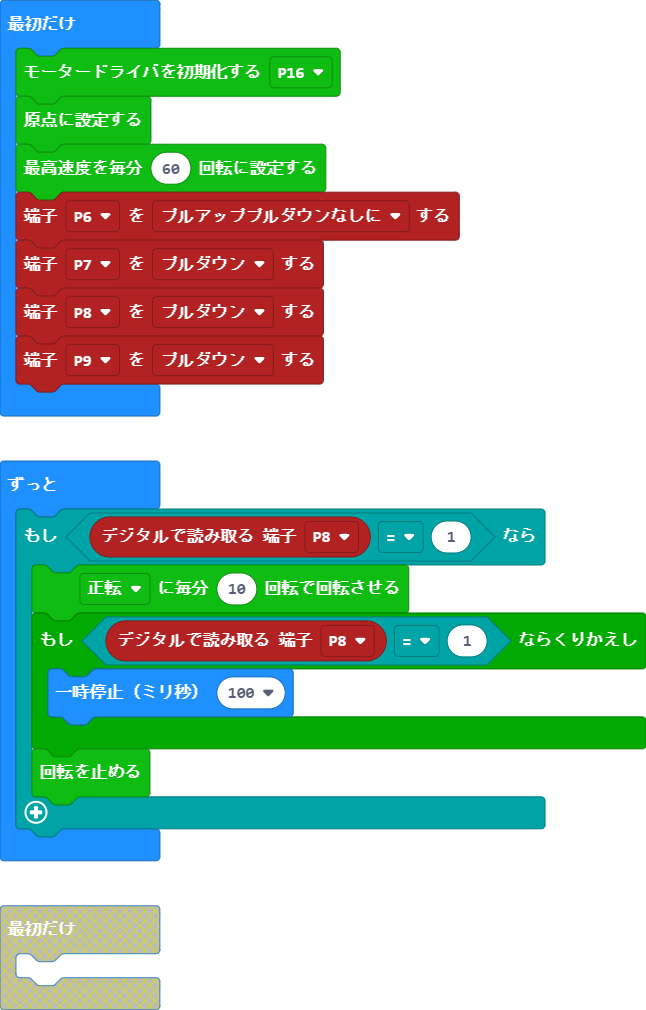 最初だけ
モータードライバを初期化する P16
原点に設定する
最高速度を毎分 60 回転に設定する
端子 P6 を プルアッププルダウンなしに する
端子 P7 を プルダウン する
端子 P8 を プルダウン する
端子 P9 を プルダウン する
ずっと
もし デジタルで読み取る 端子 P8 = 1 なら
正転 に毎分 10 回転で回転させる
もし デジタルで読み取る 端子 P8 = 1 ならくりかえし
一時停止（ミリ秒） 100
回転を止める
最初だけ